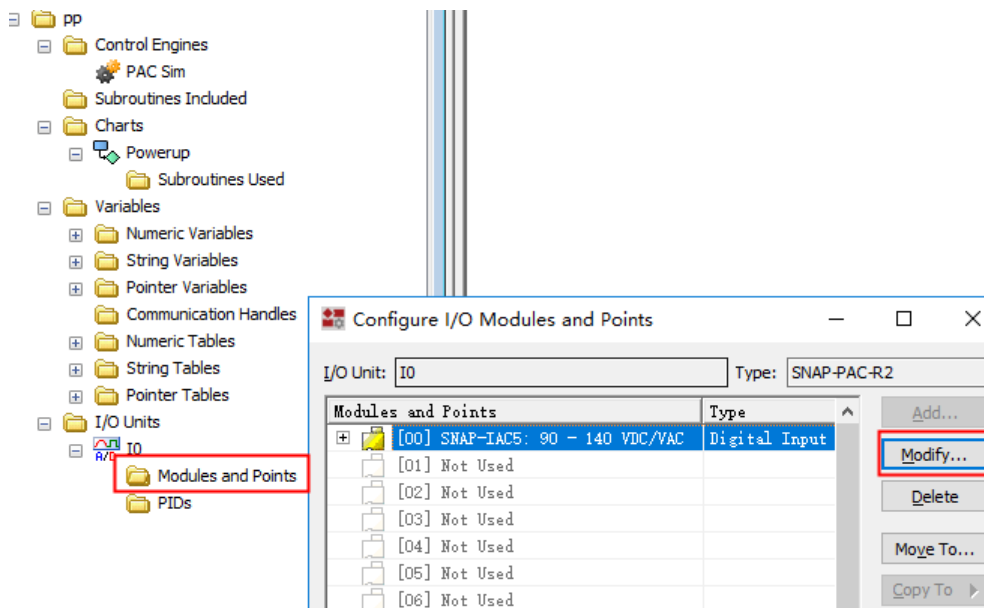 pp
Control Engines
PAC Sim
Subroutines Included
Charts
Powerup
Subroutines Used
Variables
Numeric Variables
String Variables
Pointer Variables
Communication Handles
Numeric Tables
String Tables
Pointer Tables
I/O Units
A/D IO
Modules and Points
PIDs
Configure I/O Modules and Points
I/O Unit: IO Type: SNAP-PAC-R2
Modules and Points Type
[00] SNAP-IAC5: 90 - 140 VDC/VAC Digital Input
[01] Not Used
[02] Not Used
[03] Not Used
[04] Not Used
[05] Not Used
[06] Not Used
Add...
Modify...
Delete
Move To...
Copy To